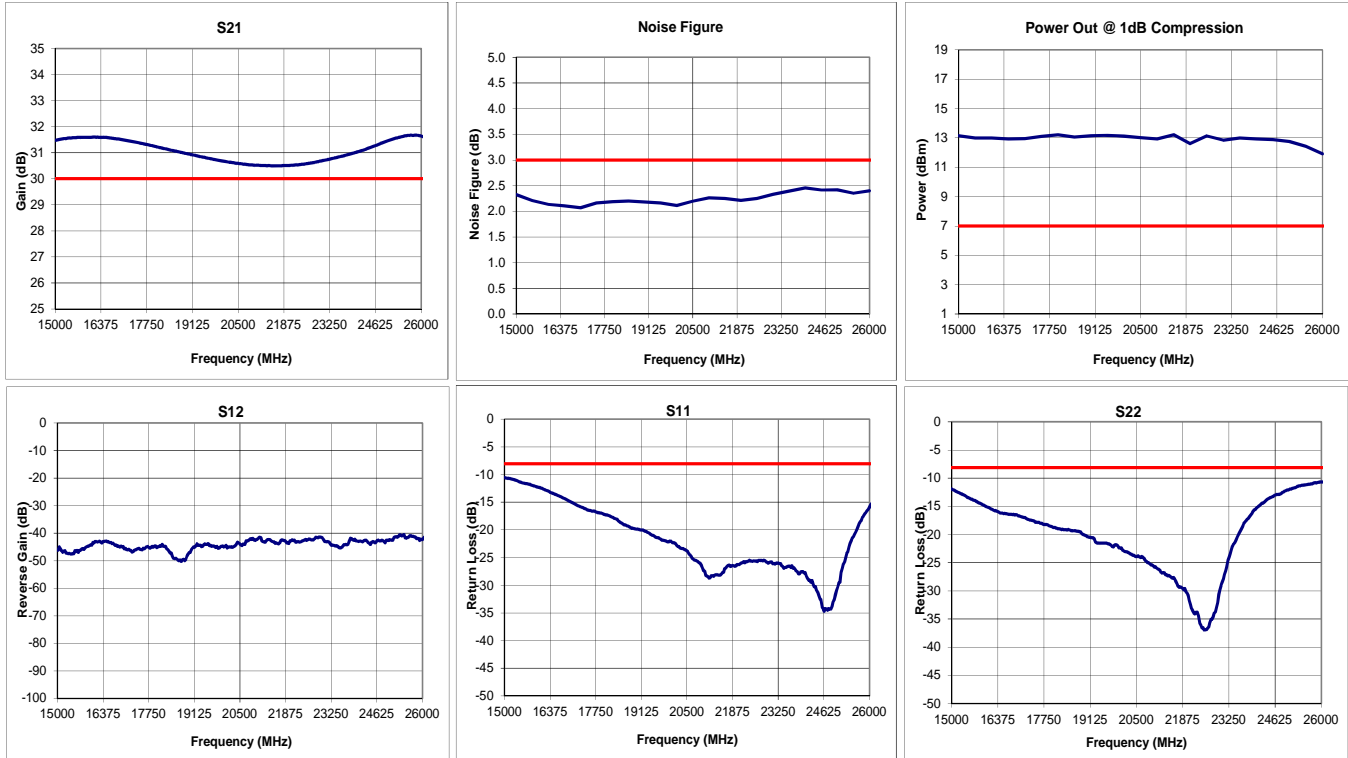 S21
35
34
33
32
31
30
29
28
27
26
25
Gain (dB)
15000 16375 17750 19125 20500 21875 23250 24625 26000
Frequency (MHz)
Noise Figure
5.0
4.5
4.0
3.5
3.0
2.5
2.0
1.5
1.0
0.5
0.0
Noise Figure (dB)
15000 16375 17750 19125 20500 21875 23250 24625 26000
Frequency (MHz)
Power Out @ 1dB Compression
19
17
15
13
11
9
7
5
3
1
Power (dBm)
15000 16375 17750 19125 20500 21875 23250 24625 26000
Frequency (MHz)
S12
-0
-10
-20
-30
-40
-50
-60
-70
-80
-90
-100
Reverse Gain (dB)
15000 16375 17750 19125 20500 21875 23250 24625 26000
Frequency (MHz)
S11
0
-5
-10
-15
-20
-25
-30
-35
-40
-45
-50
Return Loss (dB)
15000 16375 17750 19125 20500 21875 23250 24625 26000
Frequency (MHz)
S22
0
-5
-10
-15
-20
-25
-30
-35
-40
-45
-50
Return Loss (dB)
15000 16375 17750 19125 20500 21875 23250 24625 26000
Frequency (MHz)